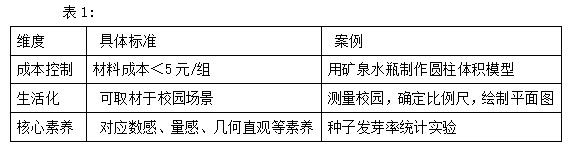 表 1：
维度 具体标准 案例
成本控制 材料成本＜5 元/组 用矿泉水瓶制作圆柱体积模型
生活化 可取材于校园场景 测量校园，确定比例尺，绘制平面图
核心素养 对应数感、量感、几何直观等素养 种子发芽率统计实验